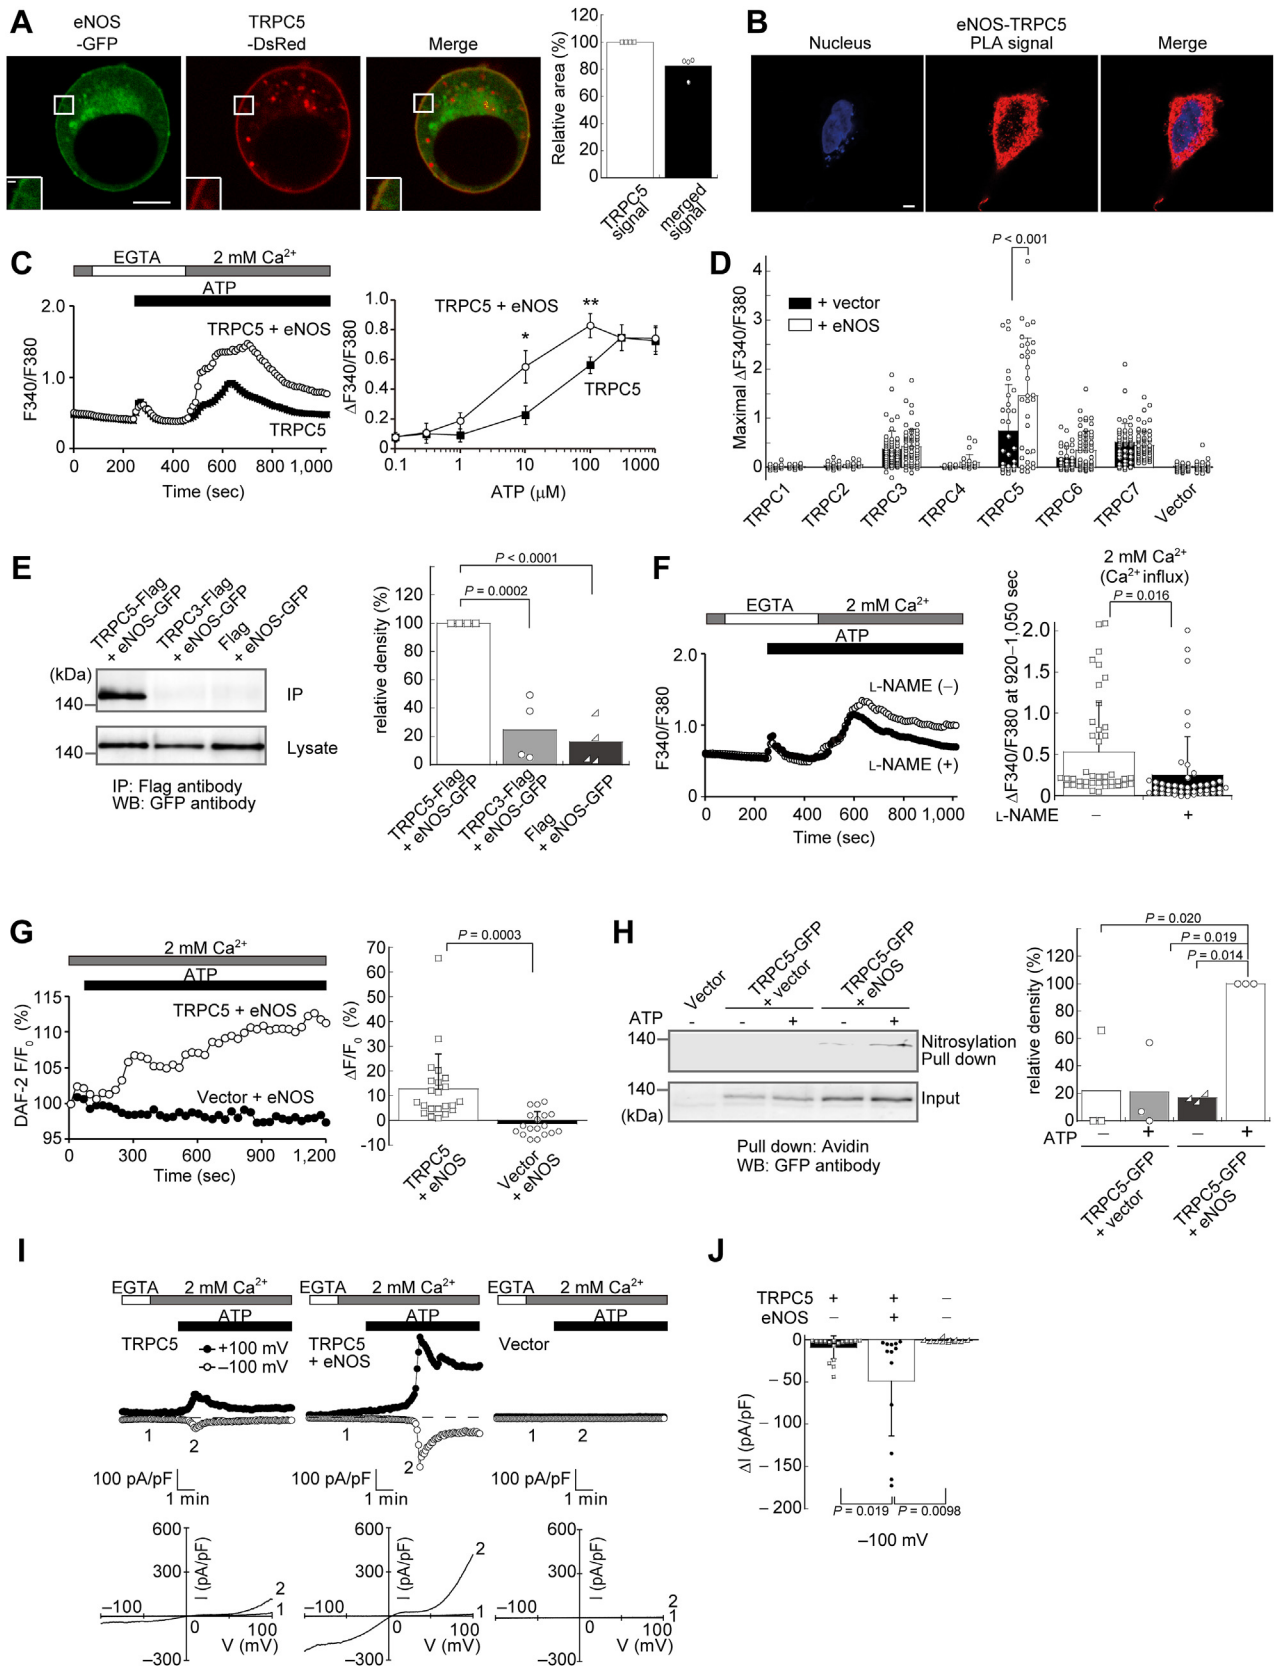 A
eNOS
-GFP
TRPC5
-DsRed
Merge
Relative area (%)
120
100
80
60
40
20
0
TRPC5
signal
merged
signal
B
Nucleus
eNOS-TRPC5
PLA signal
Merge
C
EGTA
2 mM Ca²⁺
ATP
F340/F380
2.0
1.0
0
TRPC5 + eNOS
TRPC5
0 200 400 600 800 1,000
Time (sec)
ΔF340/F380
1.0
0.8
0.6
0.4
0.2
0
TRPC5 + eNOS
*
**
TRPC5
0.1 1 10 100 1000
ATP (μM)
D
P < 0.001
Maximal ΔF340/F380
4
3
2
1
0
+ vector
+ eNOS
TRPC1
TRPC2
TRPC3
TRPC4
TRPC5
TRPC6
TRPC7
Vector
E
TRPC5-Flag
+ eNOS-GFP
TRPC3-Flag
+ eNOS-GFP
Flag
+ eNOS-GFP
(kDa)
140
IP
140
Lysate
IP: Flag antibody
WB: GFP antibody
P < 0.0001
P = 0.0002
relative density (%)
120
100
80
60
40
20
0
TRPC5-Flag
+ eNOS-GFP
TRPC3-Flag
+ eNOS-GFP
Flag
+ eNOS-GFP
F
EGTA
2 mM Ca²⁺
ATP
F340/F380
2.0
1.0
0
L-NAME (−)
L-NAME (+)
0 200 400 600 800 1,000
Time (sec)
2 mM Ca²⁺
(Ca²⁺ influx)
P = 0.016
ΔF340/F380 at 920–1,050 sec
2.0
1.5
1.0
0.5
0
L-NAME − +
G
2 mM Ca²⁺
ATP
DAF-2 F/F₀ (%)
115
110
105
100
95
TRPC5 + eNOS
Vector + eNOS
0 300 600 900 1,200
Time (sec)
P = 0.0003
ΔF/F₀ (%)
70
60
50
40
30
20
10
0
-10
TRPC5
+ eNOS
Vector
+ eNOS
H
Vector
TRPC5-GFP
+ vector
TRPC5-GFP
+ eNOS
ATP - - + - +
140
Nitrosylation
Pull down
140
Input
(kDa)
Pull down: Avidin
WB: GFP antibody
P = 0.020
P = 0.019
P = 0.014
relative density (%)
120
100
80
60
40
20
0
ATP − + − +
TRPC5-GFP
+ vector
TRPC5-GFP
+ eNOS
I
EGTA 2 mM Ca²⁺
ATP
TRPC5
+100 mV
–100 mV
1
2
100 pA/pF
1 min
EGTA 2 mM Ca²⁺
ATP
TRPC5
+ eNOS
1
2
100 pA/pF
1 min
EGTA 2 mM Ca²⁺
ATP
Vector
1 2
100 pA/pF
1 min
600
300
–300
I (pA/pF)
–100
0
100
V (mV)
2
1
600
300
–300
I (pA/pF)
–100
0
100
V (mV)
2
1
600
300
–300
I (pA/pF)
–100
0
100
V (mV)
2
1
J
TRPC5 + + −
eNOS − + −
ΔI (pA/pF)
0
− 50
− 100
− 150
− 200
P = 0.019
P = 0.0098
–100 mV